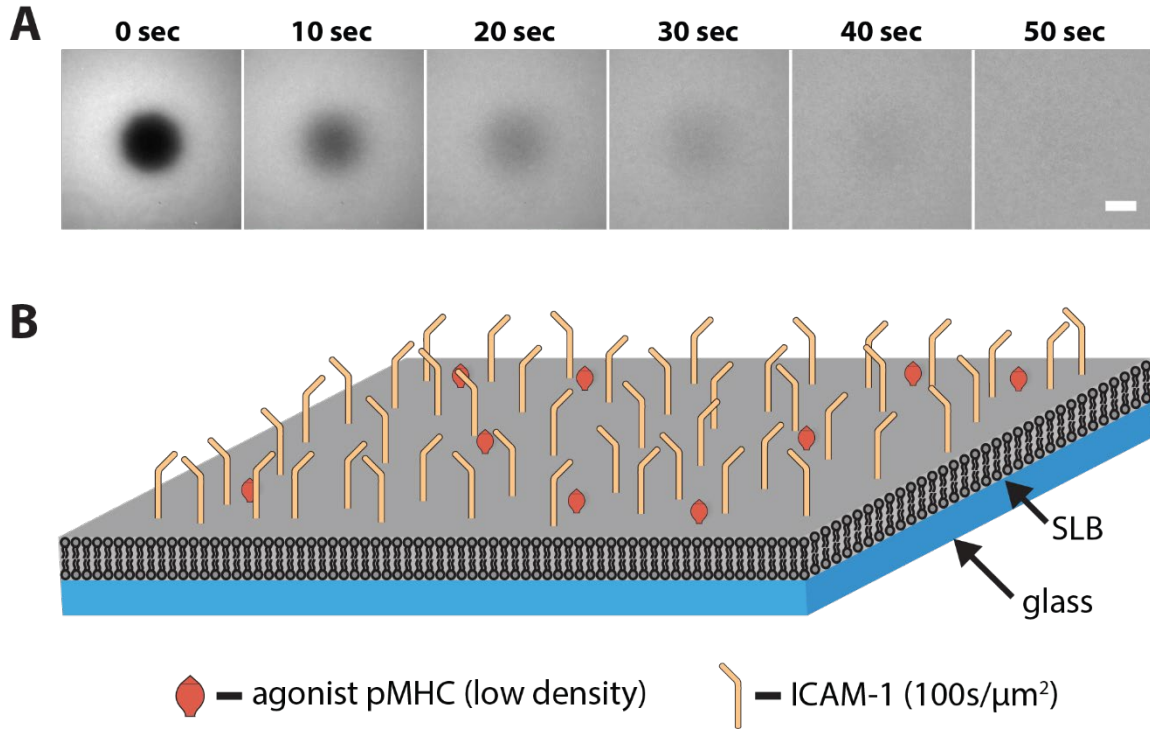 A
0 sec 10 sec 20 sec 30 sec 40 sec 50 sec
B
SLB
glass
agonist pMHC (low density) ICAM-1 (100s/µm²)